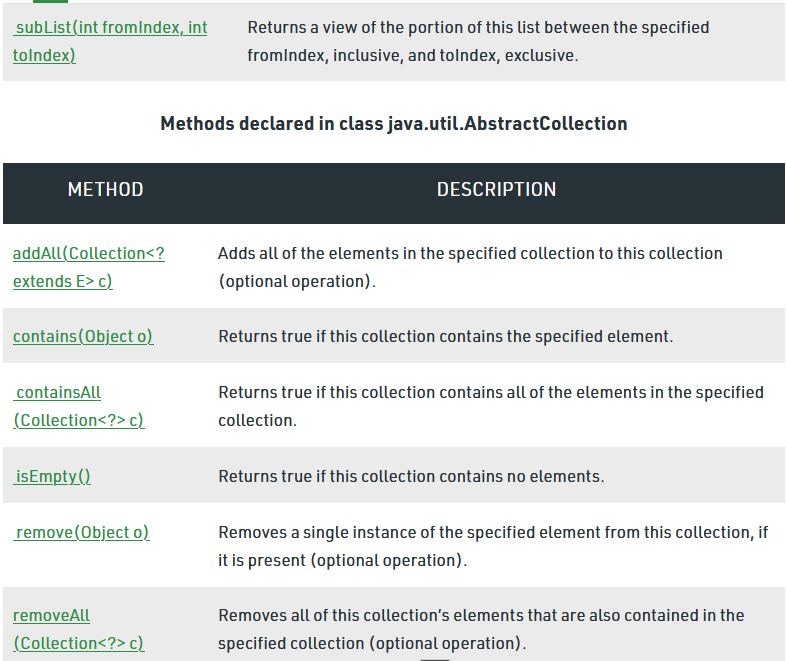 subList(int fromIndex, int
toIndex)
Returns a view of the portion of this list between the specified
fromIndex, inclusive, and toIndex, exclusive.
Methods declared in class java.util.AbstractCollection
METHOD
DESCRIPTION
addAll(Collection<?
extends E> c)
Adds all of the elements in the specified collection to this collection
(optional operation).
contains(Object o)
Returns true if this collection contains the specified element.
containsAll
(Collection<?> c)
Returns true if this collection contains all of the elements in the specified
collection.
isEmpty()
Returns true if this collection contains no elements.
remove(Object o)
Removes a single instance of the specified element from this collection, if
it is present (optional operation).
removeAll
(Collection<?> c)
Removes all of this collection’s elements that are also contained in the
specified collection (optional operation).